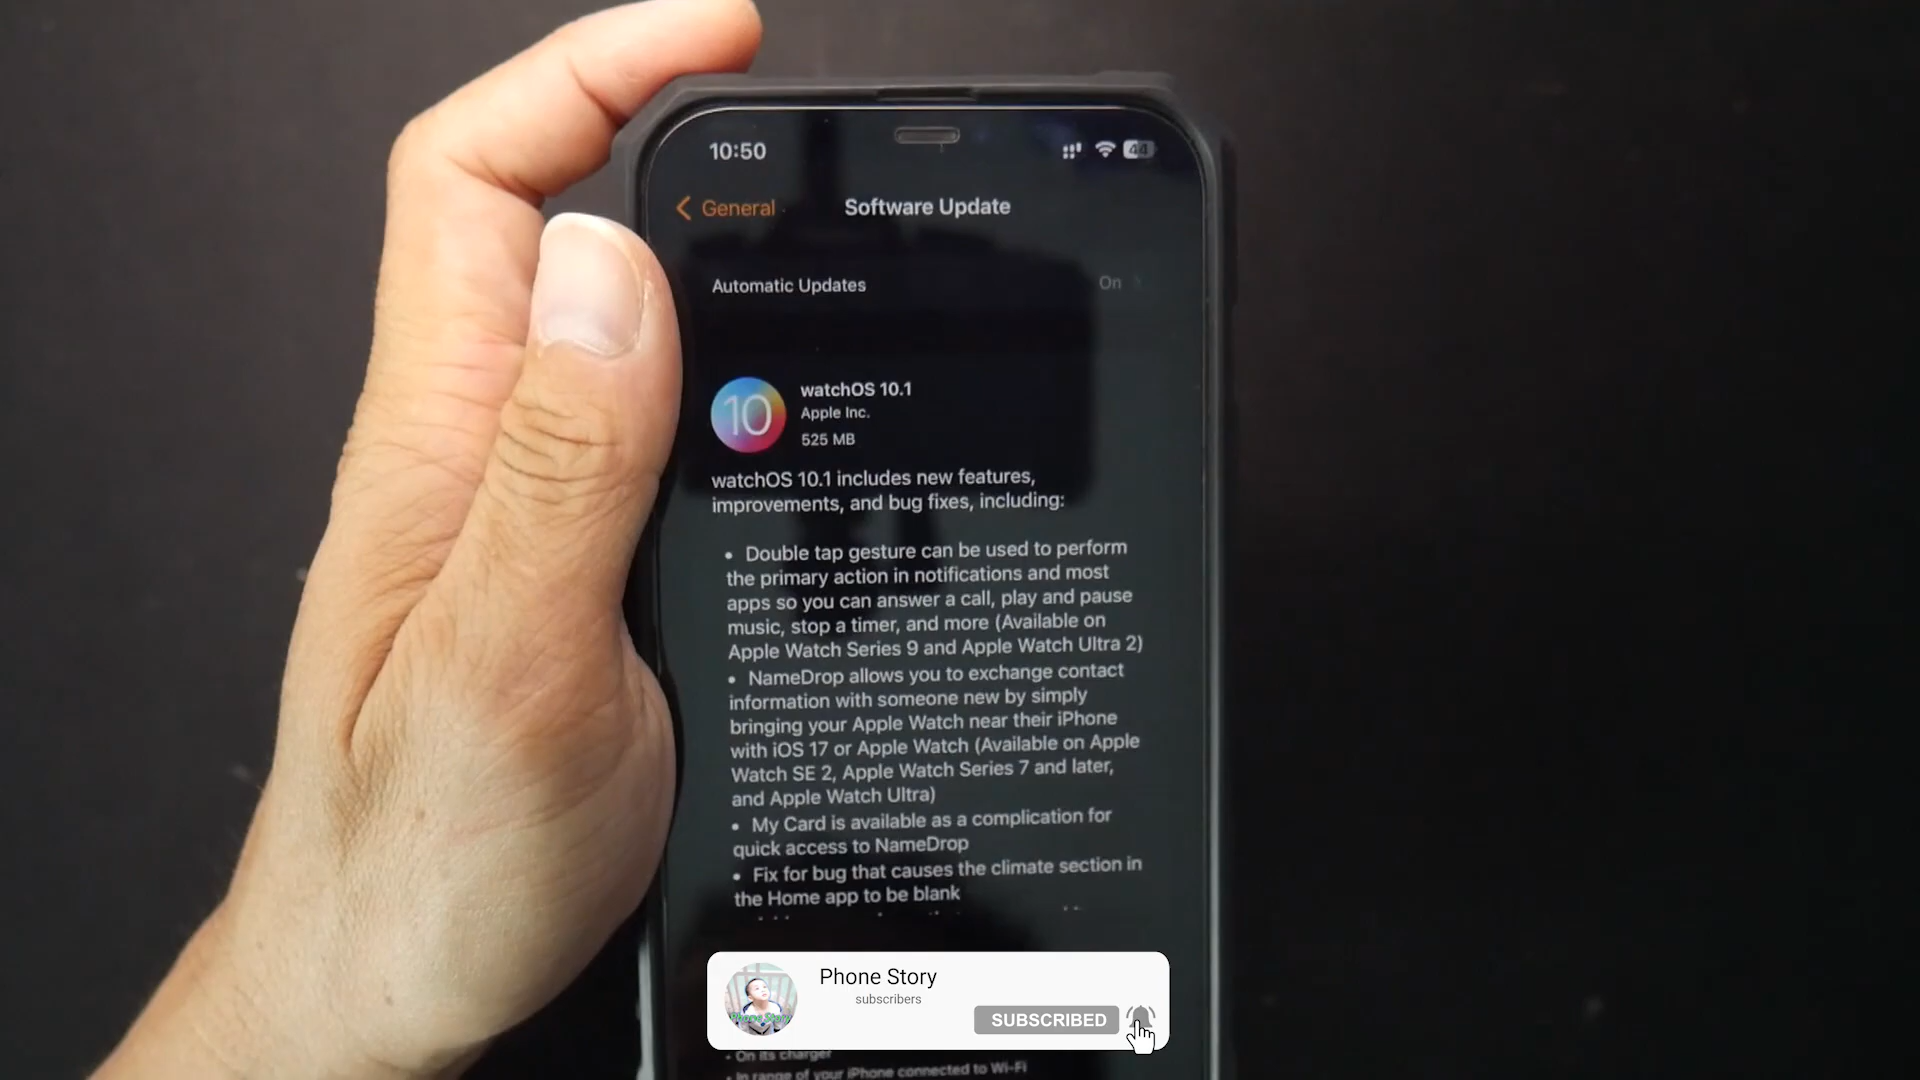 10:50
44
General
Software Update
Automatic Updates
On
10
watchOS 10.1
Apple Inc.
525 MB
watchOS 10.1 includes new features,
improvements, and bug fixes, including:
• Double tap gesture can be used to perform
the primary action in notifications and most
apps so you can answer a call, play and pause
music, stop a timer, and more (Available on
Apple Watch Series 9 and Apple Watch Ultra 2)
• NameDrop allows you to exchange contact
information with someone new by simply
bringing your Apple Watch near their iPhone
with iOS 17 or Apple Watch (Available on Apple
Watch SE 2, Apple Watch Series 7 and later,
and Apple Watch Ultra)
• My Card is available as a complication for
quick access to NameDrop
• Fix for bug that causes the climate section in
the Home app to be blank
Phone Story
Phone Story
subscribers
SUBSCRIBED
• On its charger
• In range of your iPhone connected to Wi-Fi